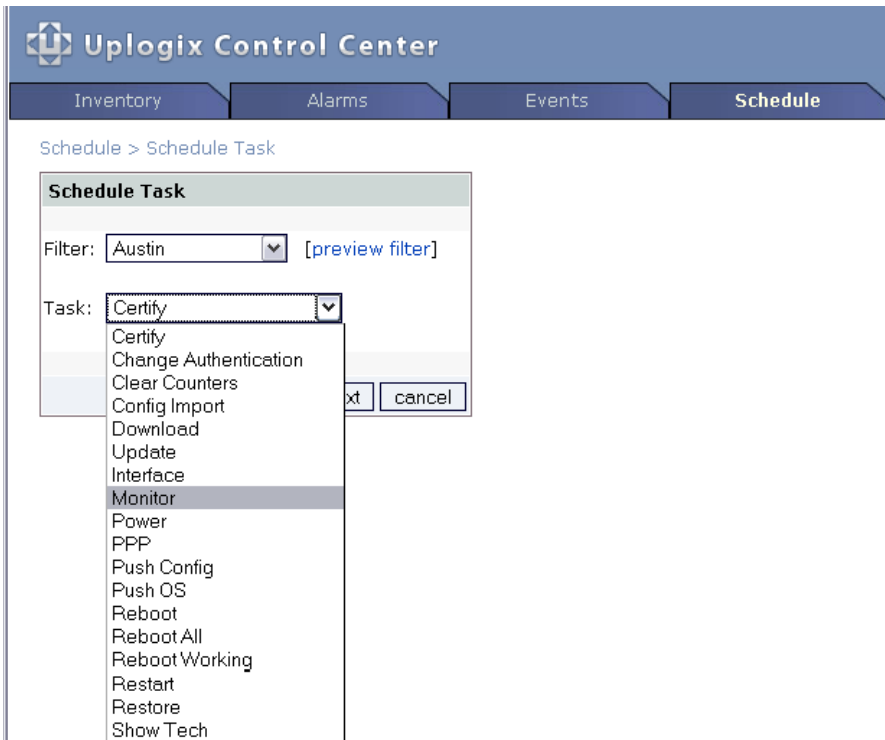 Uplogix Control Center
Inventory Alarms Events Schedule
Schedule > Schedule Task
Schedule Task
Filter: Austin [preview filter]
Task: Certify
Certify
Change Authentication
Clear Counters
Config Import
xt cancel
Download
Update
Interface
Monitor
Power
PPP
Push Config
Push OS
Reboot
Reboot All
Reboot Working
Restart
Restore
Show Tech